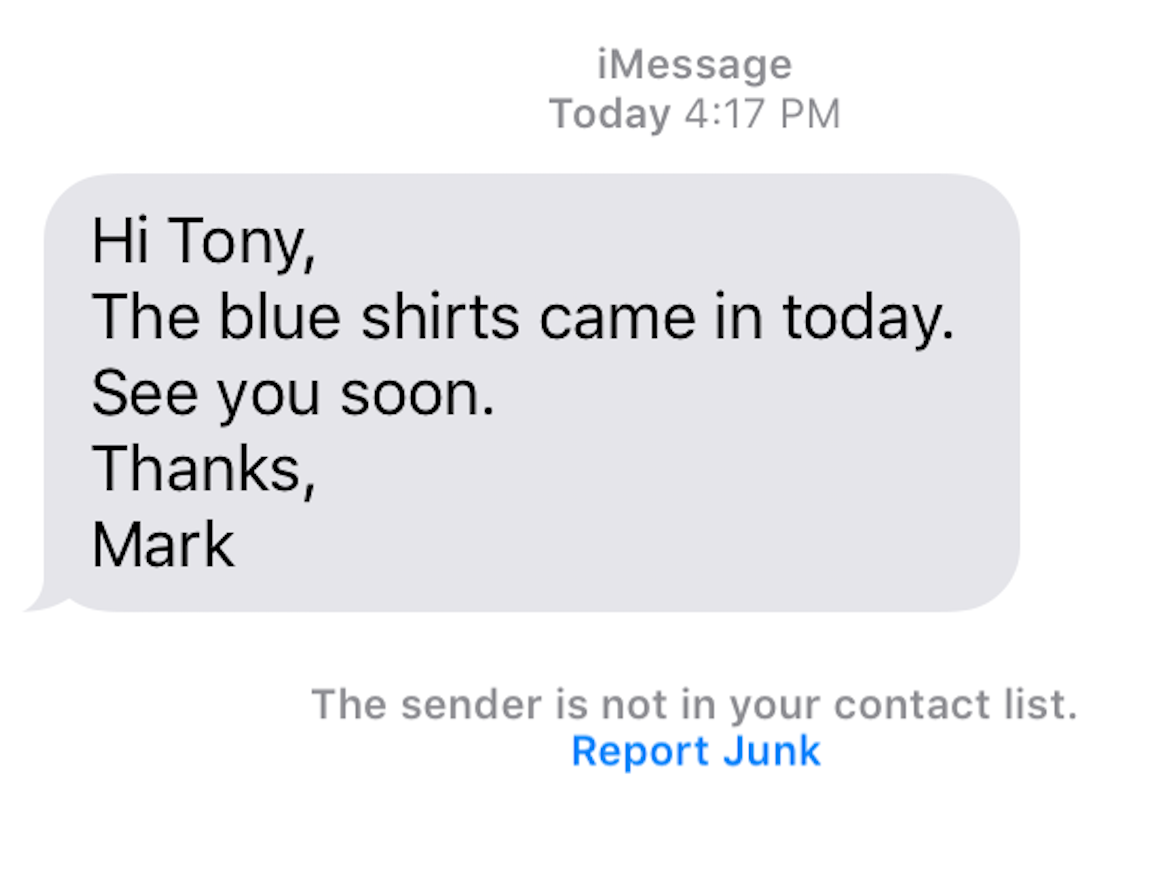 iMessage
Today 4:17 PM
Hi Tony,
The blue shirts came in today.
See you soon.
Thanks,
Mark
The sender is not in your contact list.
Report Junk